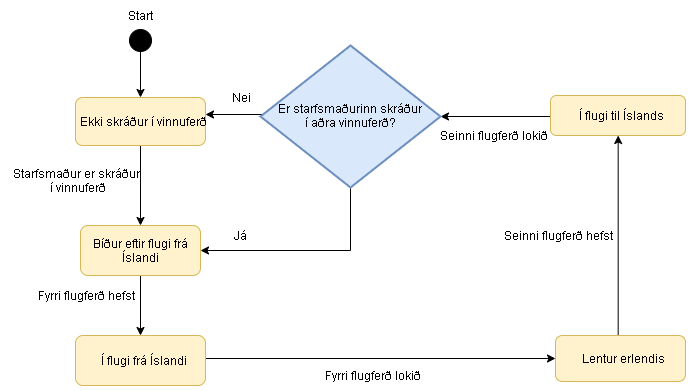 Start
Ekki skráður í vinnuferð
Nei
Er starfsmaðurinn skráður
í aðra vinnuferð?
Í flugi til Íslands
Seinni flugferð lokið
Starfsmaður er skráður
í vinnuferð
Bíður eftir flugi frá
Íslandi
Já
Seinni flugferð hefst
Fyrri flugferð hefst
Í flugi frá Íslandi
Fyrri flugferð lokið
Lentur erlendis